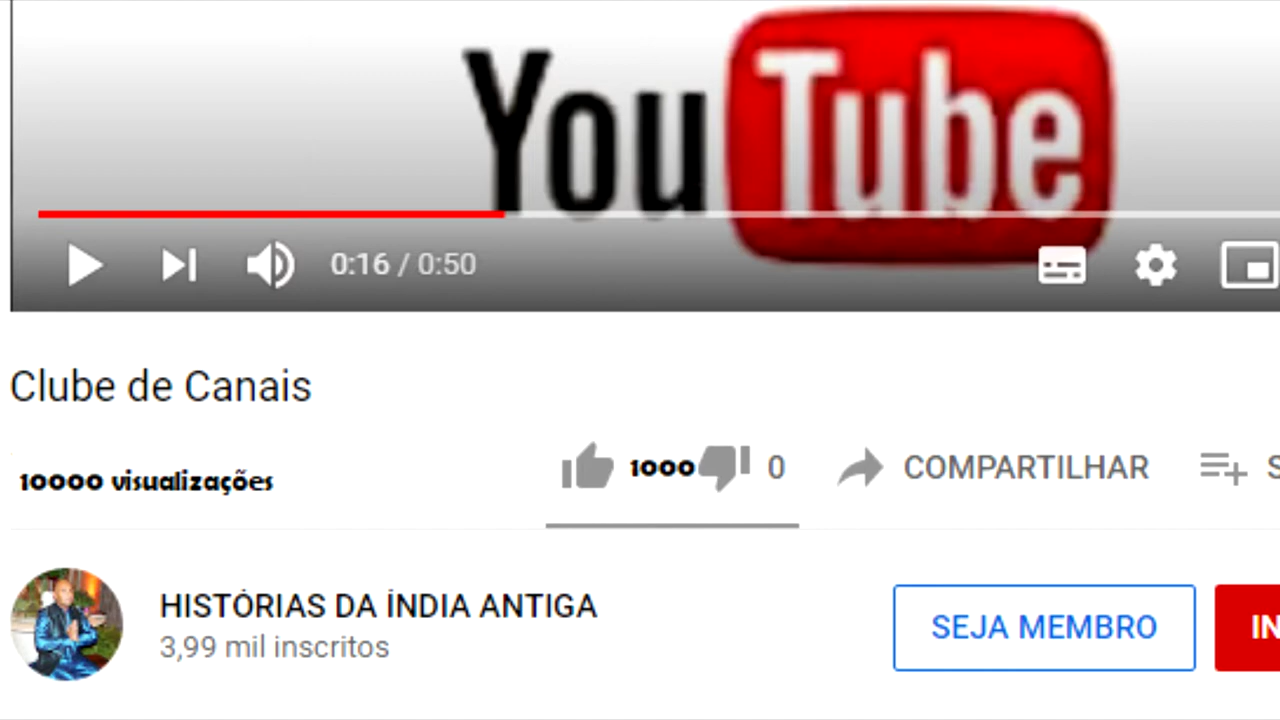 YouTube
0:16 / 0:50
Clube de Canais
10000 visualizações
1000 0 COMPARTILHAR S
HISTÓRIAS DA ÍNDIA ANTIGA
3,99 mil inscritos
SEJA MEMBRO
IN